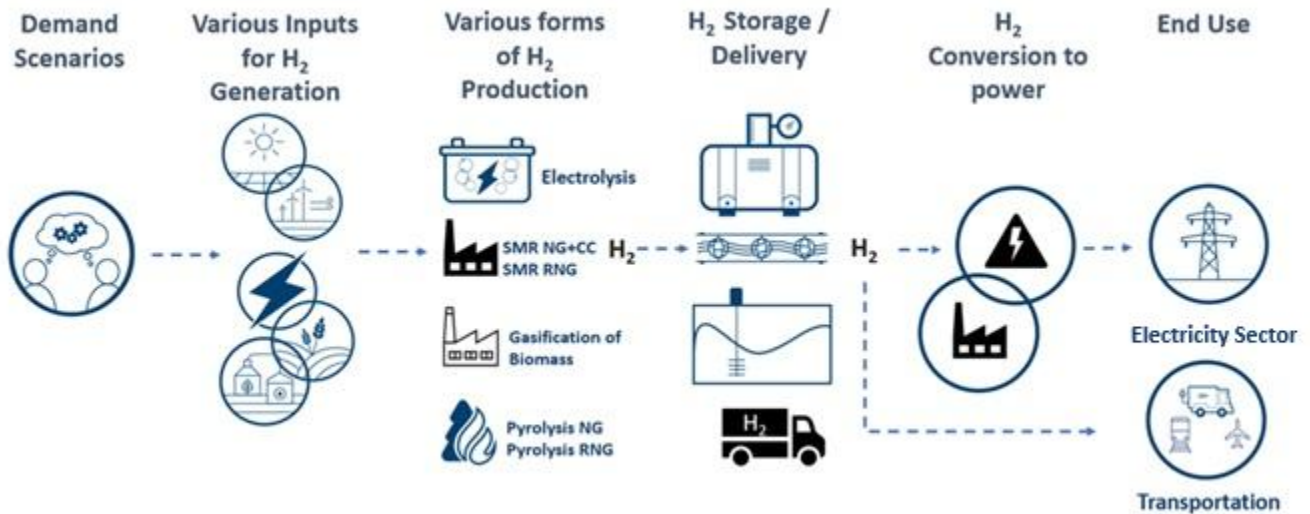 Demand
Scenarios
Various Inputs
for H₂
Generation
Various forms
of H₂
Production
H₂ Storage /
Delivery
H₂
Conversion to
power
End Use
Electrolysis
SMR NG+CC
SMR RNG
H₂
H₂
Gasification of
Biomass
Pyrolysis NG
Pyrolysis RNG
H₂
Electricity Sector
Transportation